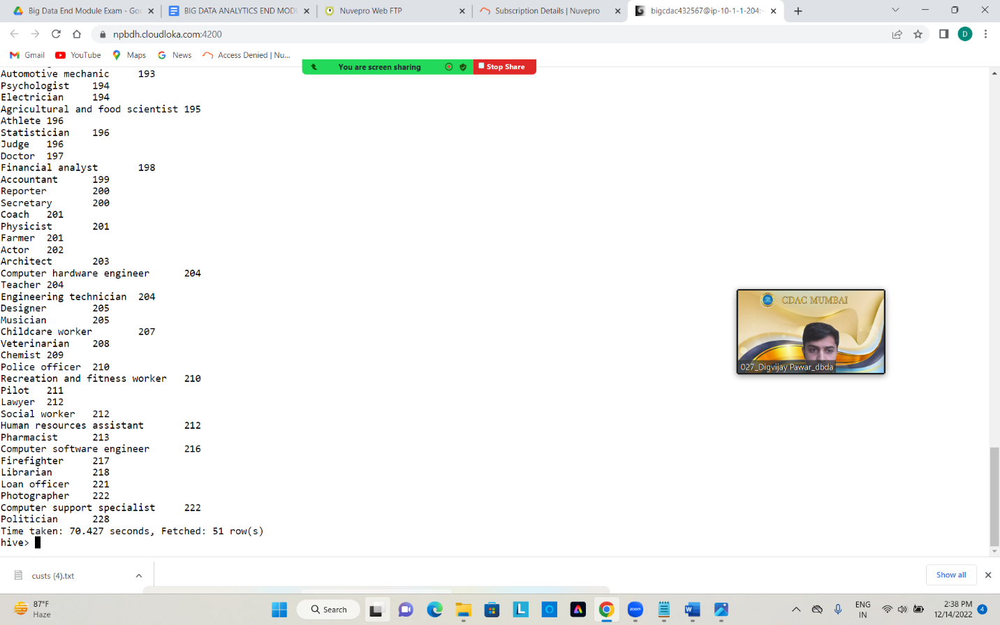 Big Data End Module Exam - Goo
BIG DATA ANALYTICS END MODU
Nuvepro Web FTP
Subscription Details | Nuvepro
bigcdac432567@ip-10-1-1-204:~
npbdh.cloudloka.com:4200
D
Gmail
YouTube
Maps
News
Access Denied | Nu...
You are screen sharing
Stop Share
Automotive mechanic 193
Psychologist 194
Electrician 194
Agricultural and food scientist 195
Athlete 196
Statistician 196
Judge 196
Doctor 197
Financial analyst 198
Accountant 199
Reporter 200
Secretary 200
Coach 201
Physicist 201
Farmer 201
Actor 202
Architect 203
Computer hardware engineer 204
Teacher 204
Engineering technician 204
Designer 205
Musician 205
Childcare worker 207
Veterinarian 208
Chemist 209
Police officer 210
Recreation and fitness worker 210
Pilot 211
Lawyer 212
Social worker 212
Human resources assistant 212
Pharmacist 213
Computer software engineer 216
Firefighter 217
Librarian 218
Loan officer 221
Photographer 222
Computer support specialist 222
Politician 228
Time taken: 70.427 seconds, Fetched: 51 row(s)
hive>
CDAC MUMBAI
027_Digvijay Pawar_dbda
custs (4).txt
Show all
87°F
Haze
Search
L
W
zoom
ENG
IN
2:38 PM
12/14/2022
4